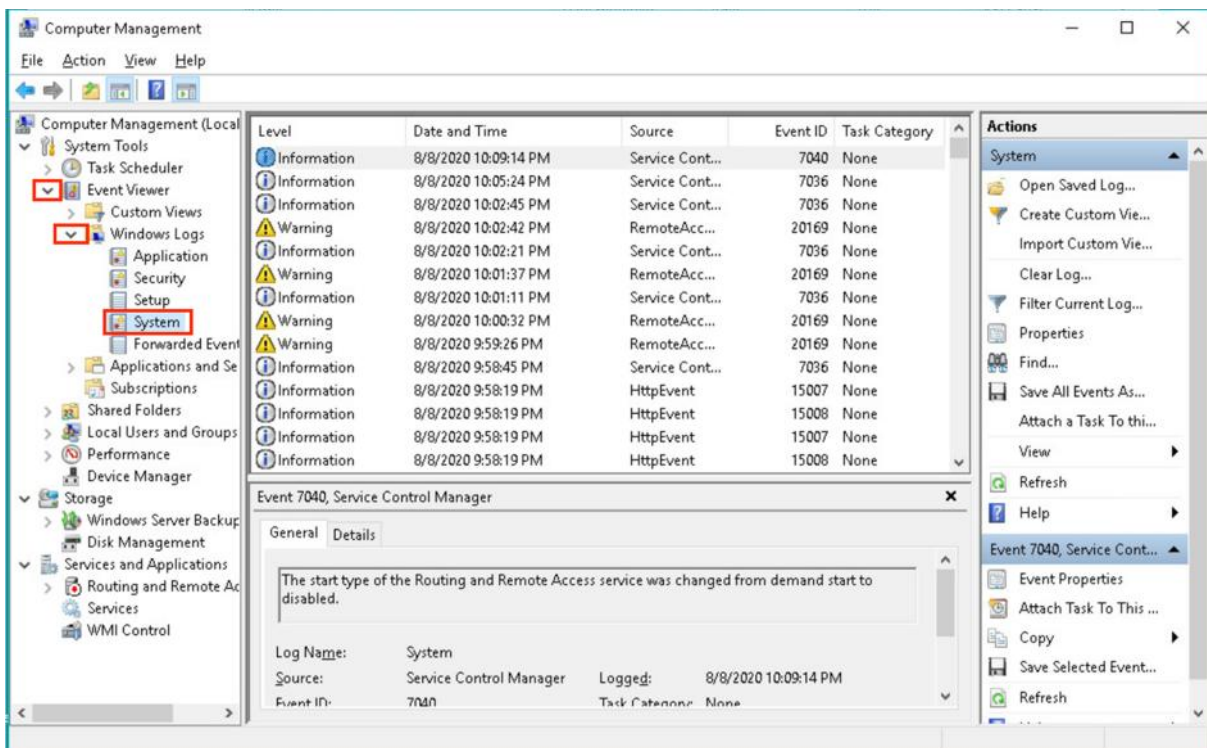 Computer Management
File Action View Help
Computer Management (Local
System Tools
Task Scheduler
Event Viewer
Custom Views
Windows Logs
Application
Security
Setup
System
Forwarded Event
Applications and Se
Subscriptions
Shared Folders
Local Users and Groups
Performance
Device Manager
Storage
Windows Server Backup
Disk Management
Services and Applications
Routing and Remote Ac
Services
WMI Control
Level Date and Time Source Event ID Task Category
Information 8/8/2020 10:09:14 PM Service Cont... 7040 None
Information 8/8/2020 10:05:24 PM Service Cont... 7036 None
Information 8/8/2020 10:02:45 PM Service Cont... 7036 None
Warning 8/8/2020 10:02:42 PM RemoteAcc... 20169 None
Information 8/8/2020 10:02:21 PM Service Cont... 7036 None
Warning 8/8/2020 10:01:37 PM RemoteAcc... 20169 None
Information 8/8/2020 10:01:11 PM Service Cont... 7036 None
Warning 8/8/2020 10:00:32 PM RemoteAcc... 20169 None
Warning 8/8/2020 9:59:26 PM RemoteAcc... 20169 None
Information 8/8/2020 9:58:45 PM Service Cont... 7036 None
Information 8/8/2020 9:58:19 PM HttpEvent 15007 None
Information 8/8/2020 9:58:19 PM HttpEvent 15008 None
Information 8/8/2020 9:58:19 PM HttpEvent 15007 None
Information 8/8/2020 9:58:19 PM HttpEvent 15008 None
Event 7040, Service Control Manager
General Details
The start type of the Routing and Remote Access service was changed from demand start to
disabled.
Log Name: System
Source: Service Control Manager Logged: 8/8/2020 10:09:14 PM
Event ID: 7040 Task Category: None
Actions
System
Open Saved Log...
Create Custom Vie...
Import Custom Vie...
Clear Log...
Filter Current Log...
Properties
Find...
Save All Events As...
Attach a Task To thi...
View
Refresh
Help
Event 7040, Service Cont...
Event Properties
Attach Task To This ...
Copy
Save Selected Event...
Refresh